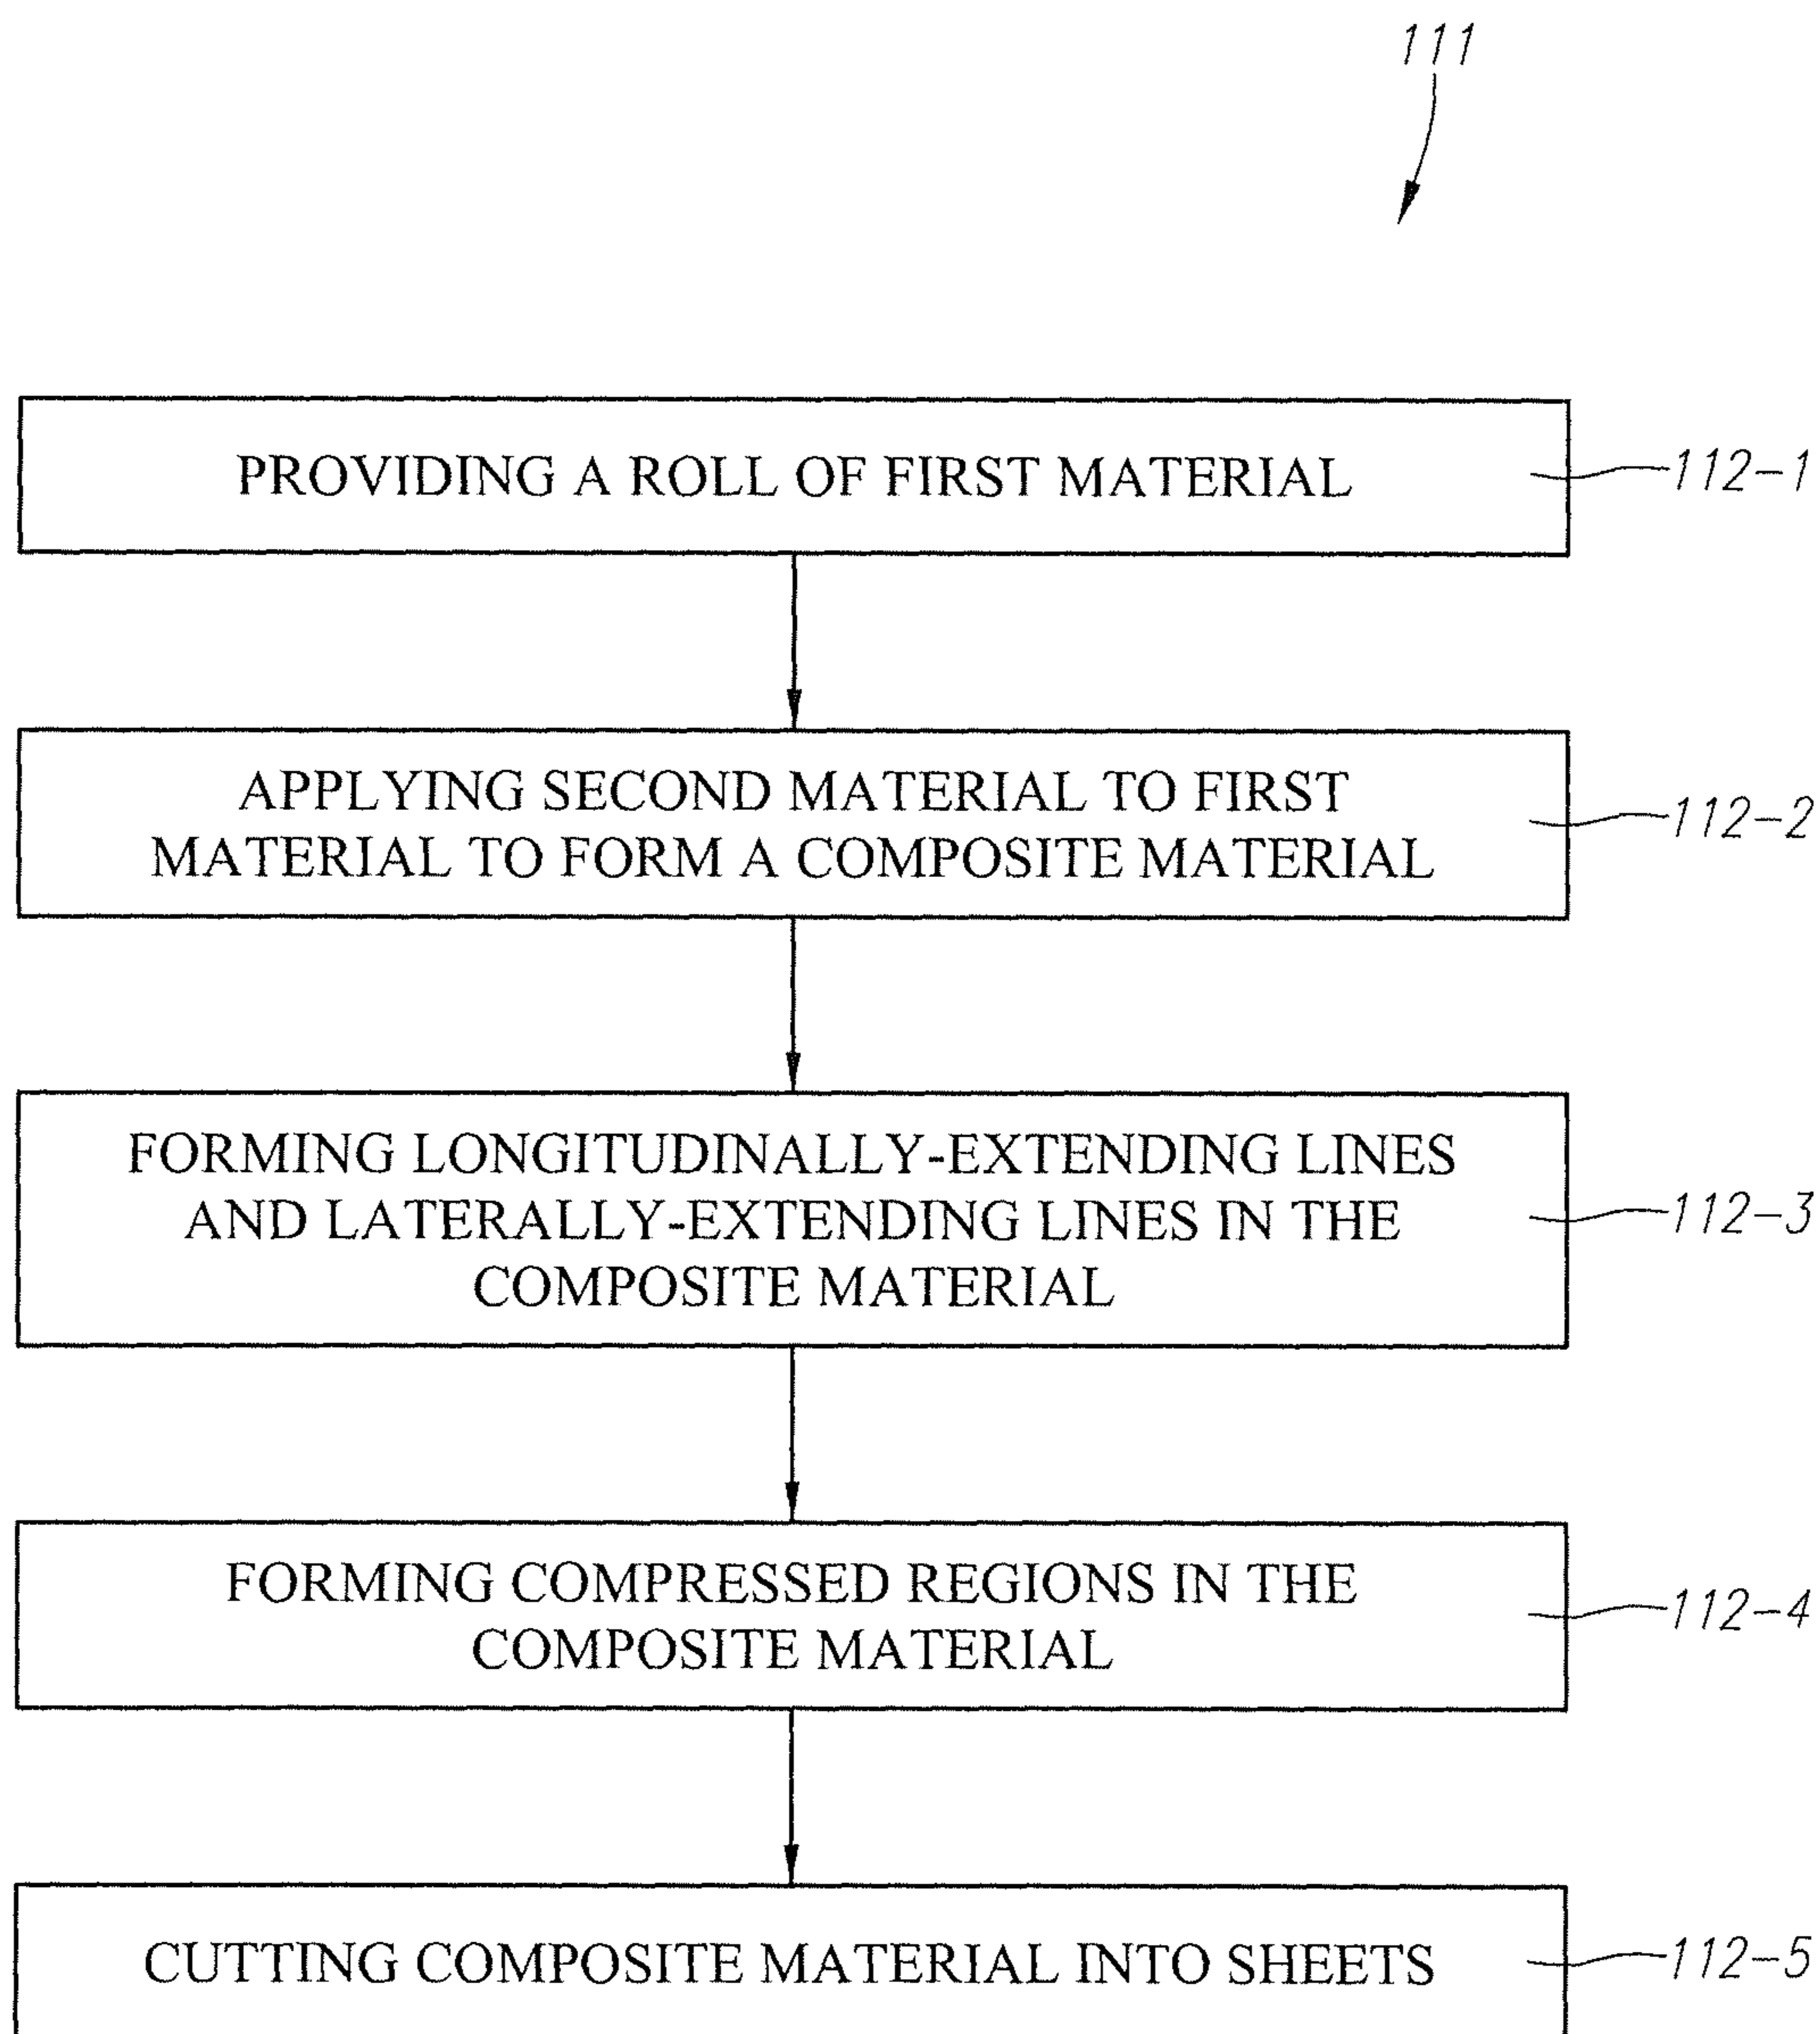 111
PROVIDING A ROLL OF FIRST MATERIAL
112-1
APPLYING SECOND MATERIAL TO FIRST
MATERIAL TO FORM A COMPOSITE MATERIAL
112-2
FORMING LONGITUDINALLY-EXTENDING LINES
AND LATERALLY-EXTENDING LINES IN THE
COMPOSITE MATERIAL
112-3
FORMING COMPRESSED REGIONS IN THE
COMPOSITE MATERIAL
112-4
CUTTING COMPOSITE MATERIAL INTO SHEETS
112-5